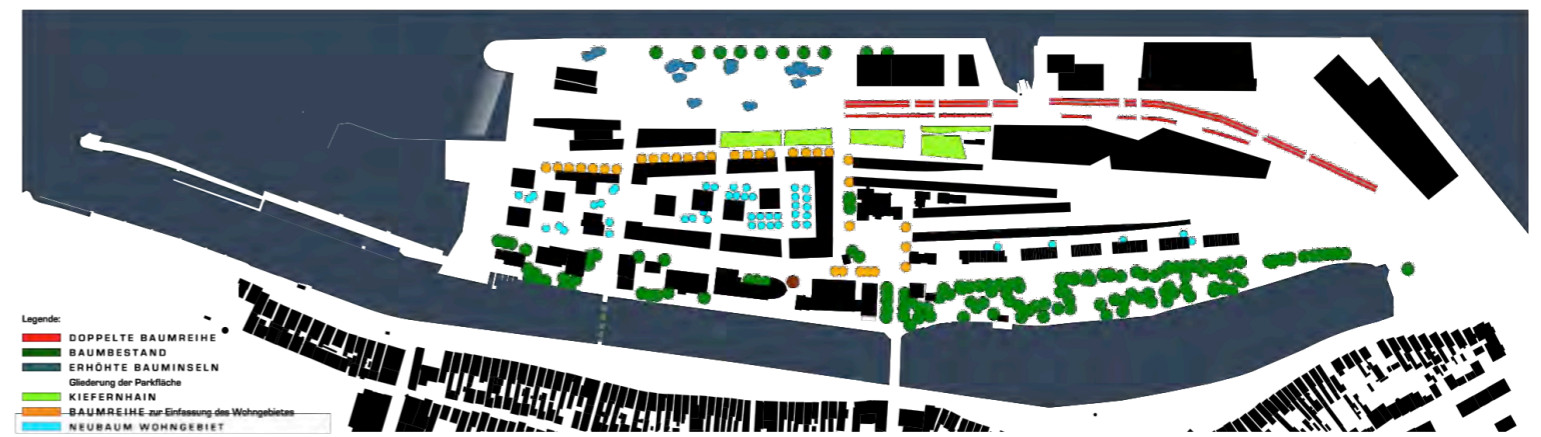 Legende:
DOPPELTE BAUMREIHE
BAUMBESTAND
ERHÖHTE BAUMINSELN
Gliederung der Parkfläche
KIEFERNHAIN
BAUMREIHE zur Einfassung des Wohngebietes
NEUBAUM WOHNGEBIET